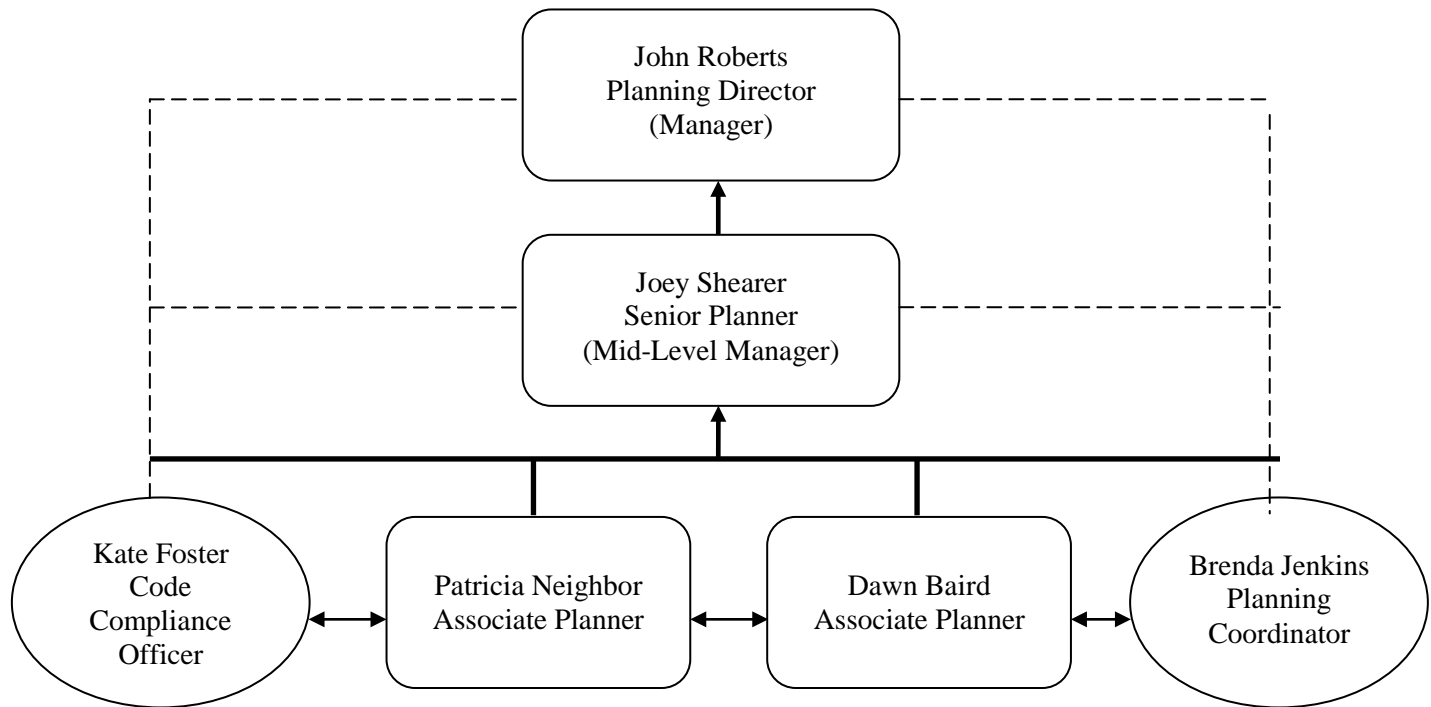 John Roberts
Planning Director
(Manager)
Joey Shearer
Senior Planner
(Mid-Level Manager)
Kate Foster
Code
Compliance
Officer
Patricia Neighbor
Associate Planner
Dawn Baird
Associate Planner
Brenda Jenkins
Planning
Coordinator